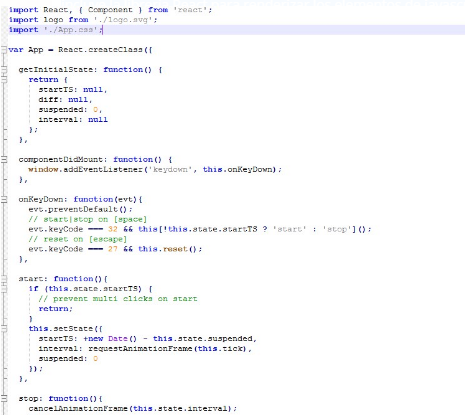 import React, { Component } from 'react';
import logo from './logo.svg';
import './App.css';
var App = React.createClass({
getInitialState: function() {
return {
startTS: null,
diff: null,
suspended: 0,
interval: null
};
},
componentDidMount: function() {
window.addEventListener('keydown', this.onKeyDown);
},
onKeyDown: function(evt){
evt.preventDefault();
// start|stop on [space]
evt.keyCode === 32 && this[!this.state.startTS ? 'start' : 'stop']();
// reset on [escape]
evt.keyCode === 27 && this.reset();
},
start: function(){
if (this.state.startTS) {
// prevent multi clicks on start
return;
}
this.setState({
startTS: +new Date() - this.state.suspended,
interval: requestAnimationFrame(this.tick),
suspended: 0
});
},
stop: function(){
cancelAnimationFrame(this.state.interval);